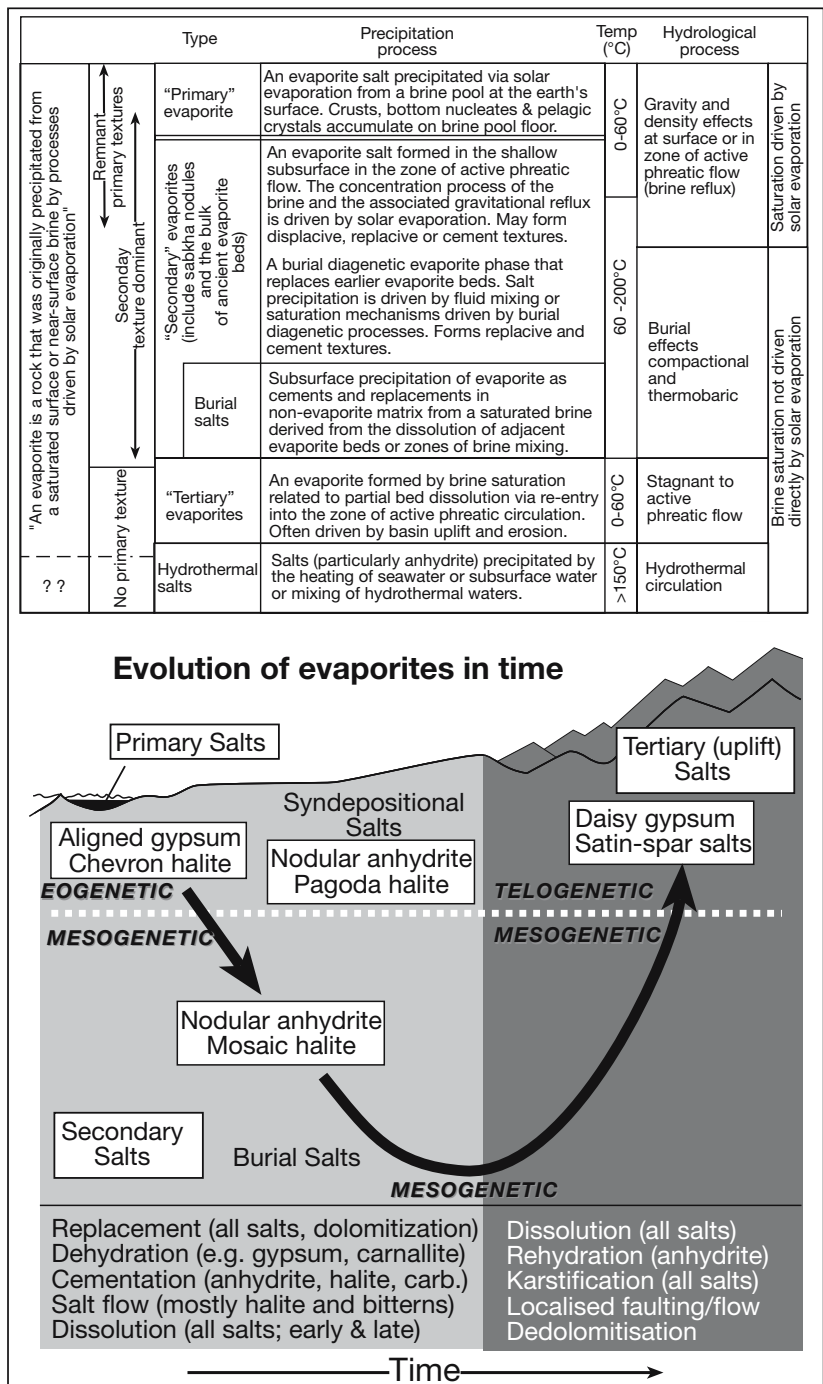 Type
Precipitation
process
Temp
(°C)
Hydrological
process
"An evaporite is a rock that was originally precipitated from
a saturated surface or near-surface brine by processes
driven by solar evaporation"
? ?
Remnant
primary textures
Seconday
texture dominant
No primary texture
"Primary"
evaporite
An evaporite salt precipitated via solar
evaporation from a brine pool at the earth's
surface. Crusts, bottom nucleates & pelagic
crystals accumulate on brine pool floor.
0-60°C
Gravity and
density effects
at surface or in
zone of active
phreatic flow
(brine reflux)
Saturation driven by
solar evaporation
"Secondary" evaporites
(include sabkha nodules
and the bulk
of ancient evaporite
beds)
An evaporite salt formed in the shallow
subsurface in the zone of active phreatic
flow. The concentration process of the
brine and the associated gravitational reflux
is driven by solar evaporation. May form
displacive, replacive or cement textures.
A burial diagenetic evaporite phase that
replaces earlier evaporite beds. Salt
precipitation is driven by fluid mixing or
saturation mechanisms driven by burial
diagenetic processes. Forms replacive and
cement textures.
60 -200°C
Burial
effects
compactional
and
thermobaric
Brine saturation not driven
directly by solar evaporation
Burial
salts
Subsurface precipitation of evaporite as
cements and replacements in
non-evaporite matrix from a saturated brine
derived from the dissolution of adjacent
evaporite beds or zones of brine mixing.
"Tertiary"
evaporites
An evaporite formed by brine saturation
related to partial bed dissolution via re-entry
into the zone of active phreatic circulation.
Often driven by basin uplift and erosion.
0-60°C
Stagnant to
active
phreatic flow
Hydrothermal
salts
Salts (particularly anhydrite) precipitated by
the heating of seawater or subsurface water
or mixing of hydrothermal waters.
>150°C
Hydrothermal
circulation
Evolution of evaporites in time
Primary Salts
Tertiary (uplift)
Salts
Syndepositional
Salts
Aligned gypsum
Chevron halite
Nodular anhydrite
Pagoda halite
Daisy gypsum
Satin-spar salts
EOGENETIC
TELOGENETIC
MESOGENETIC
MESOGENETIC
Nodular anhydrite
Mosaic halite
Secondary
Salts
Burial Salts
MESOGENETIC
Replacement (all salts, dolomitization)
Dehydration (e.g. gypsum, carnallite)
Cementation (anhydrite, halite, carb.)
Salt flow (mostly halite and bitterns)
Dissolution (all salts; early & late)
Dissolution (all salts)
Rehydration (anhydrite)
Karstification (all salts)
Localised faulting/flow
Dedolomitisation
Time